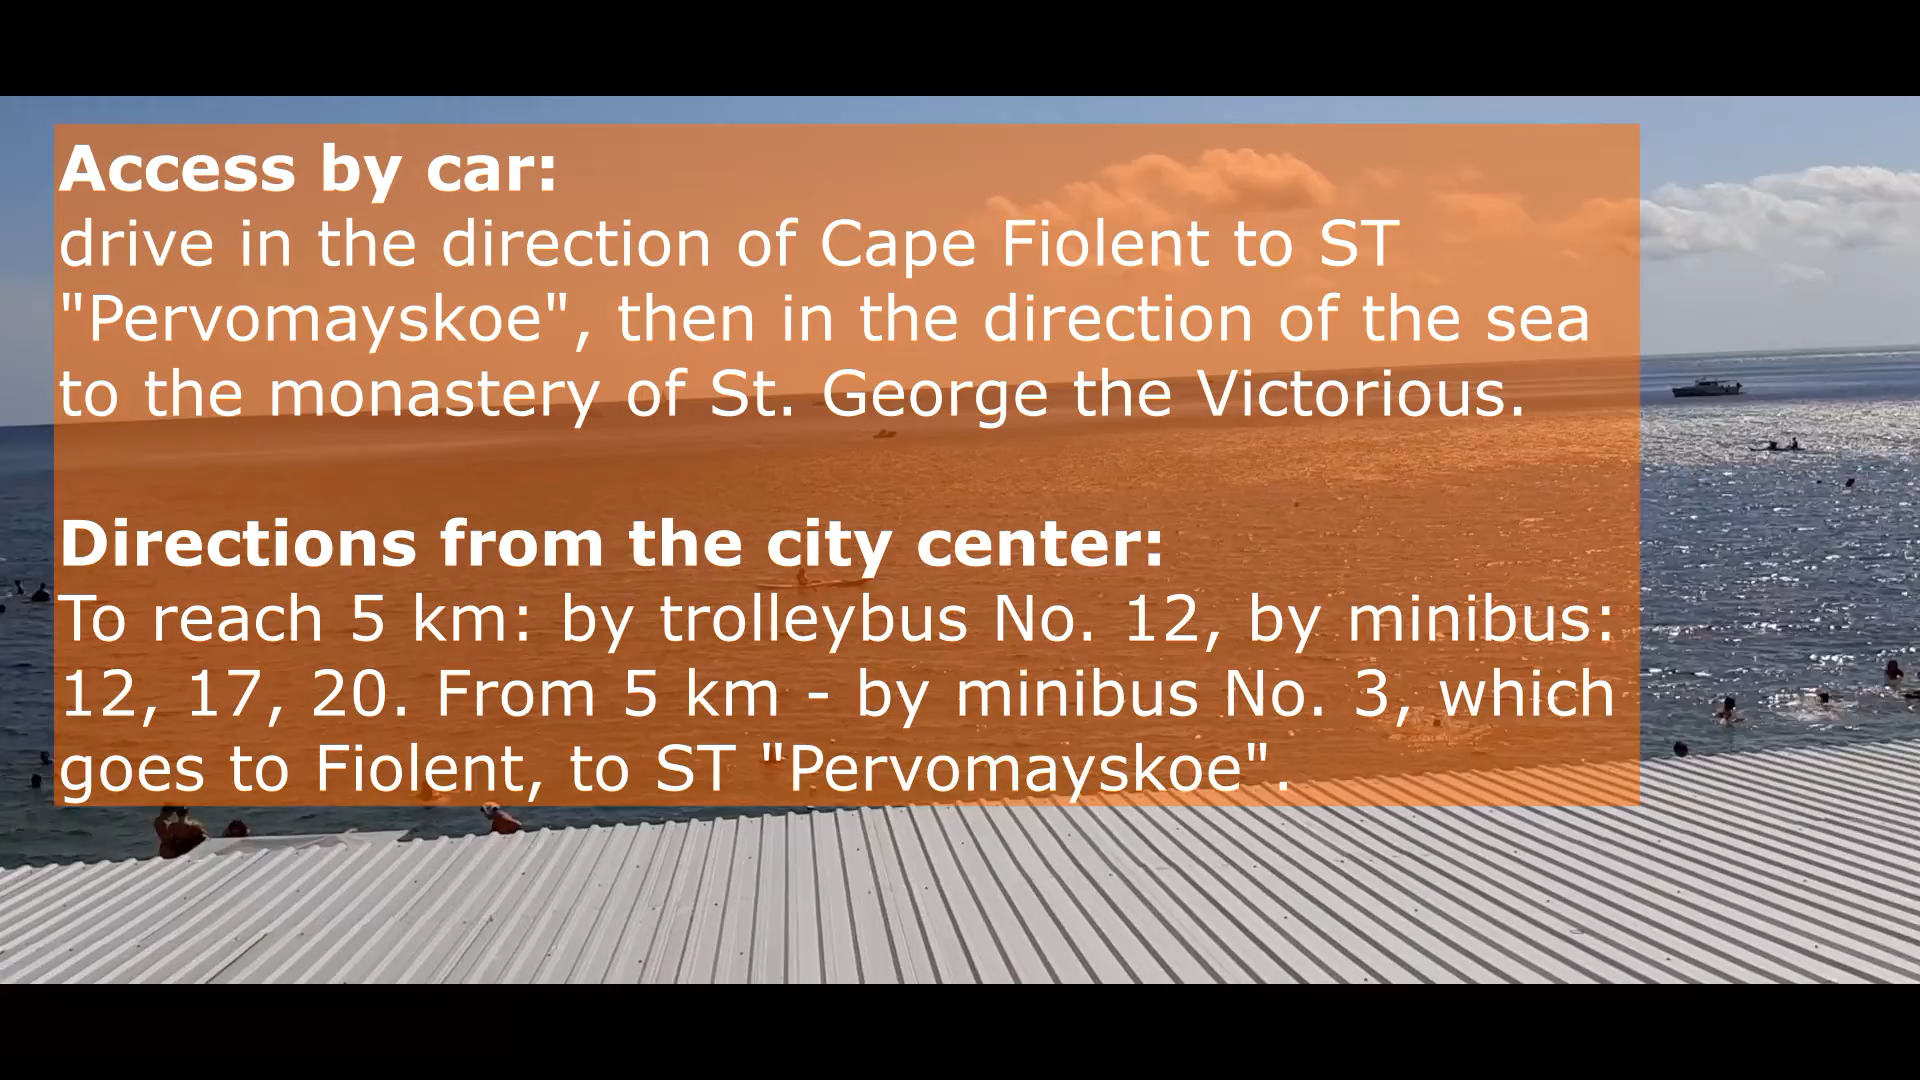 Access by car:
drive in the direction of Cape Fiolent to ST
"Pervomayskoe", then in the direction of the sea
to the monastery of St. George the Victorious.
Directions from the city center:
To reach 5 km: by trolleybus No. 12, by minibus:
12, 17, 20. From 5 km - by minibus No. 3, which
goes to Fiolent, to ST "Pervomayskoe".